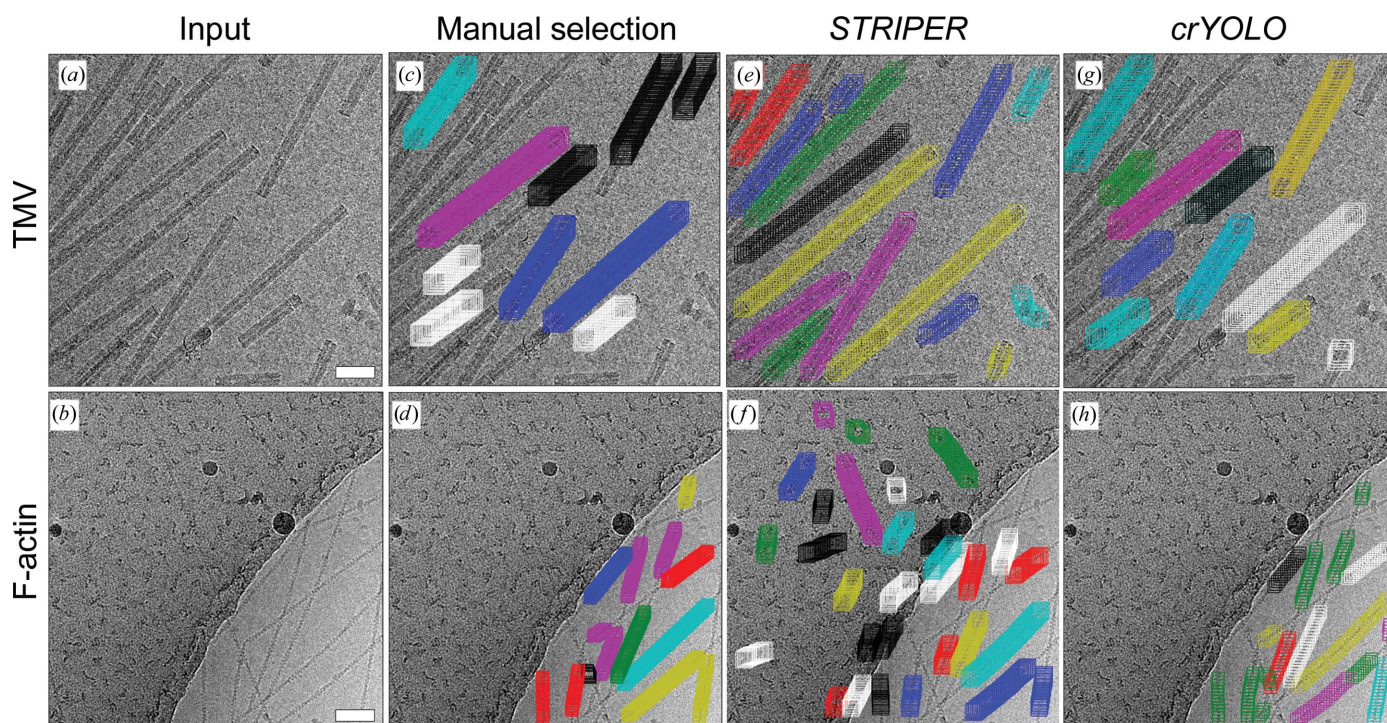 Input Manual selection STRIPER crYOLO
TMV (a) (c) (e) (g)
F-actin (b) (d) (f) (h)